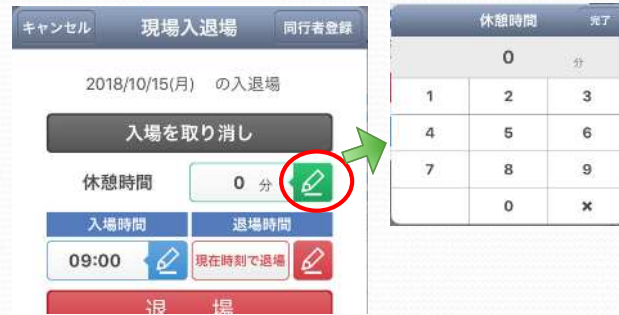 キャンセル 現場入退場 同行者登録
2018/10/15(月) の入退場
入場を取り消し
休憩時間 0 分
入場時間 退場時間
09:00 現在時刻で退場
退 場
休憩時間 完了
0 分
1 2 3
4 5 6
7 8 9
0 ×